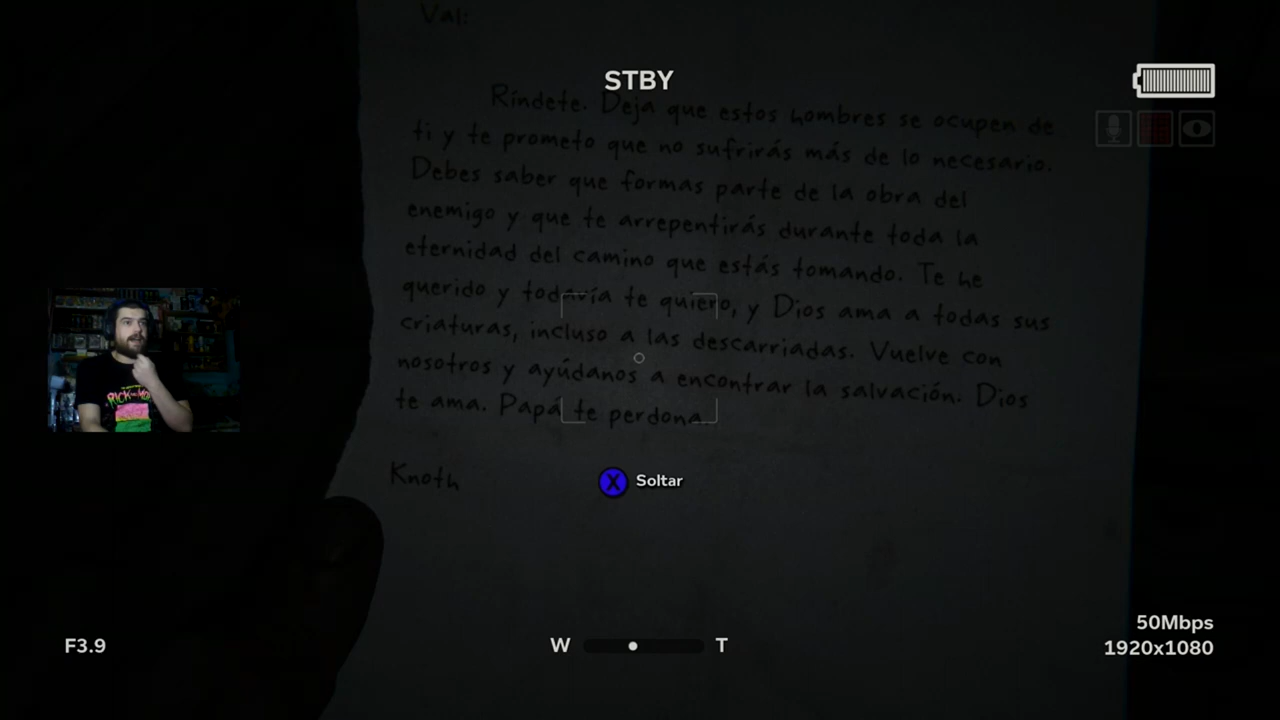 Val:
STBY
Ríndete. Deja que estos hombres se ocupen de
ti y te prometo que no sufrirás más de lo necesario.
Debes saber que formas parte de la obra del
enemigo y que te arrepentirás durante toda la
eternidad del camino que estás tomando. Te he
querido y todavía te quiero, y Dios ama a todas sus
criaturas, incluso a las descarriadas. Vuelve con
nosotros y ayúdanos a encontrar la salvación. Dios
te ama. Papá te perdona.
Knoth
X Soltar
F3.9
W T
50Mbps
1920x1080